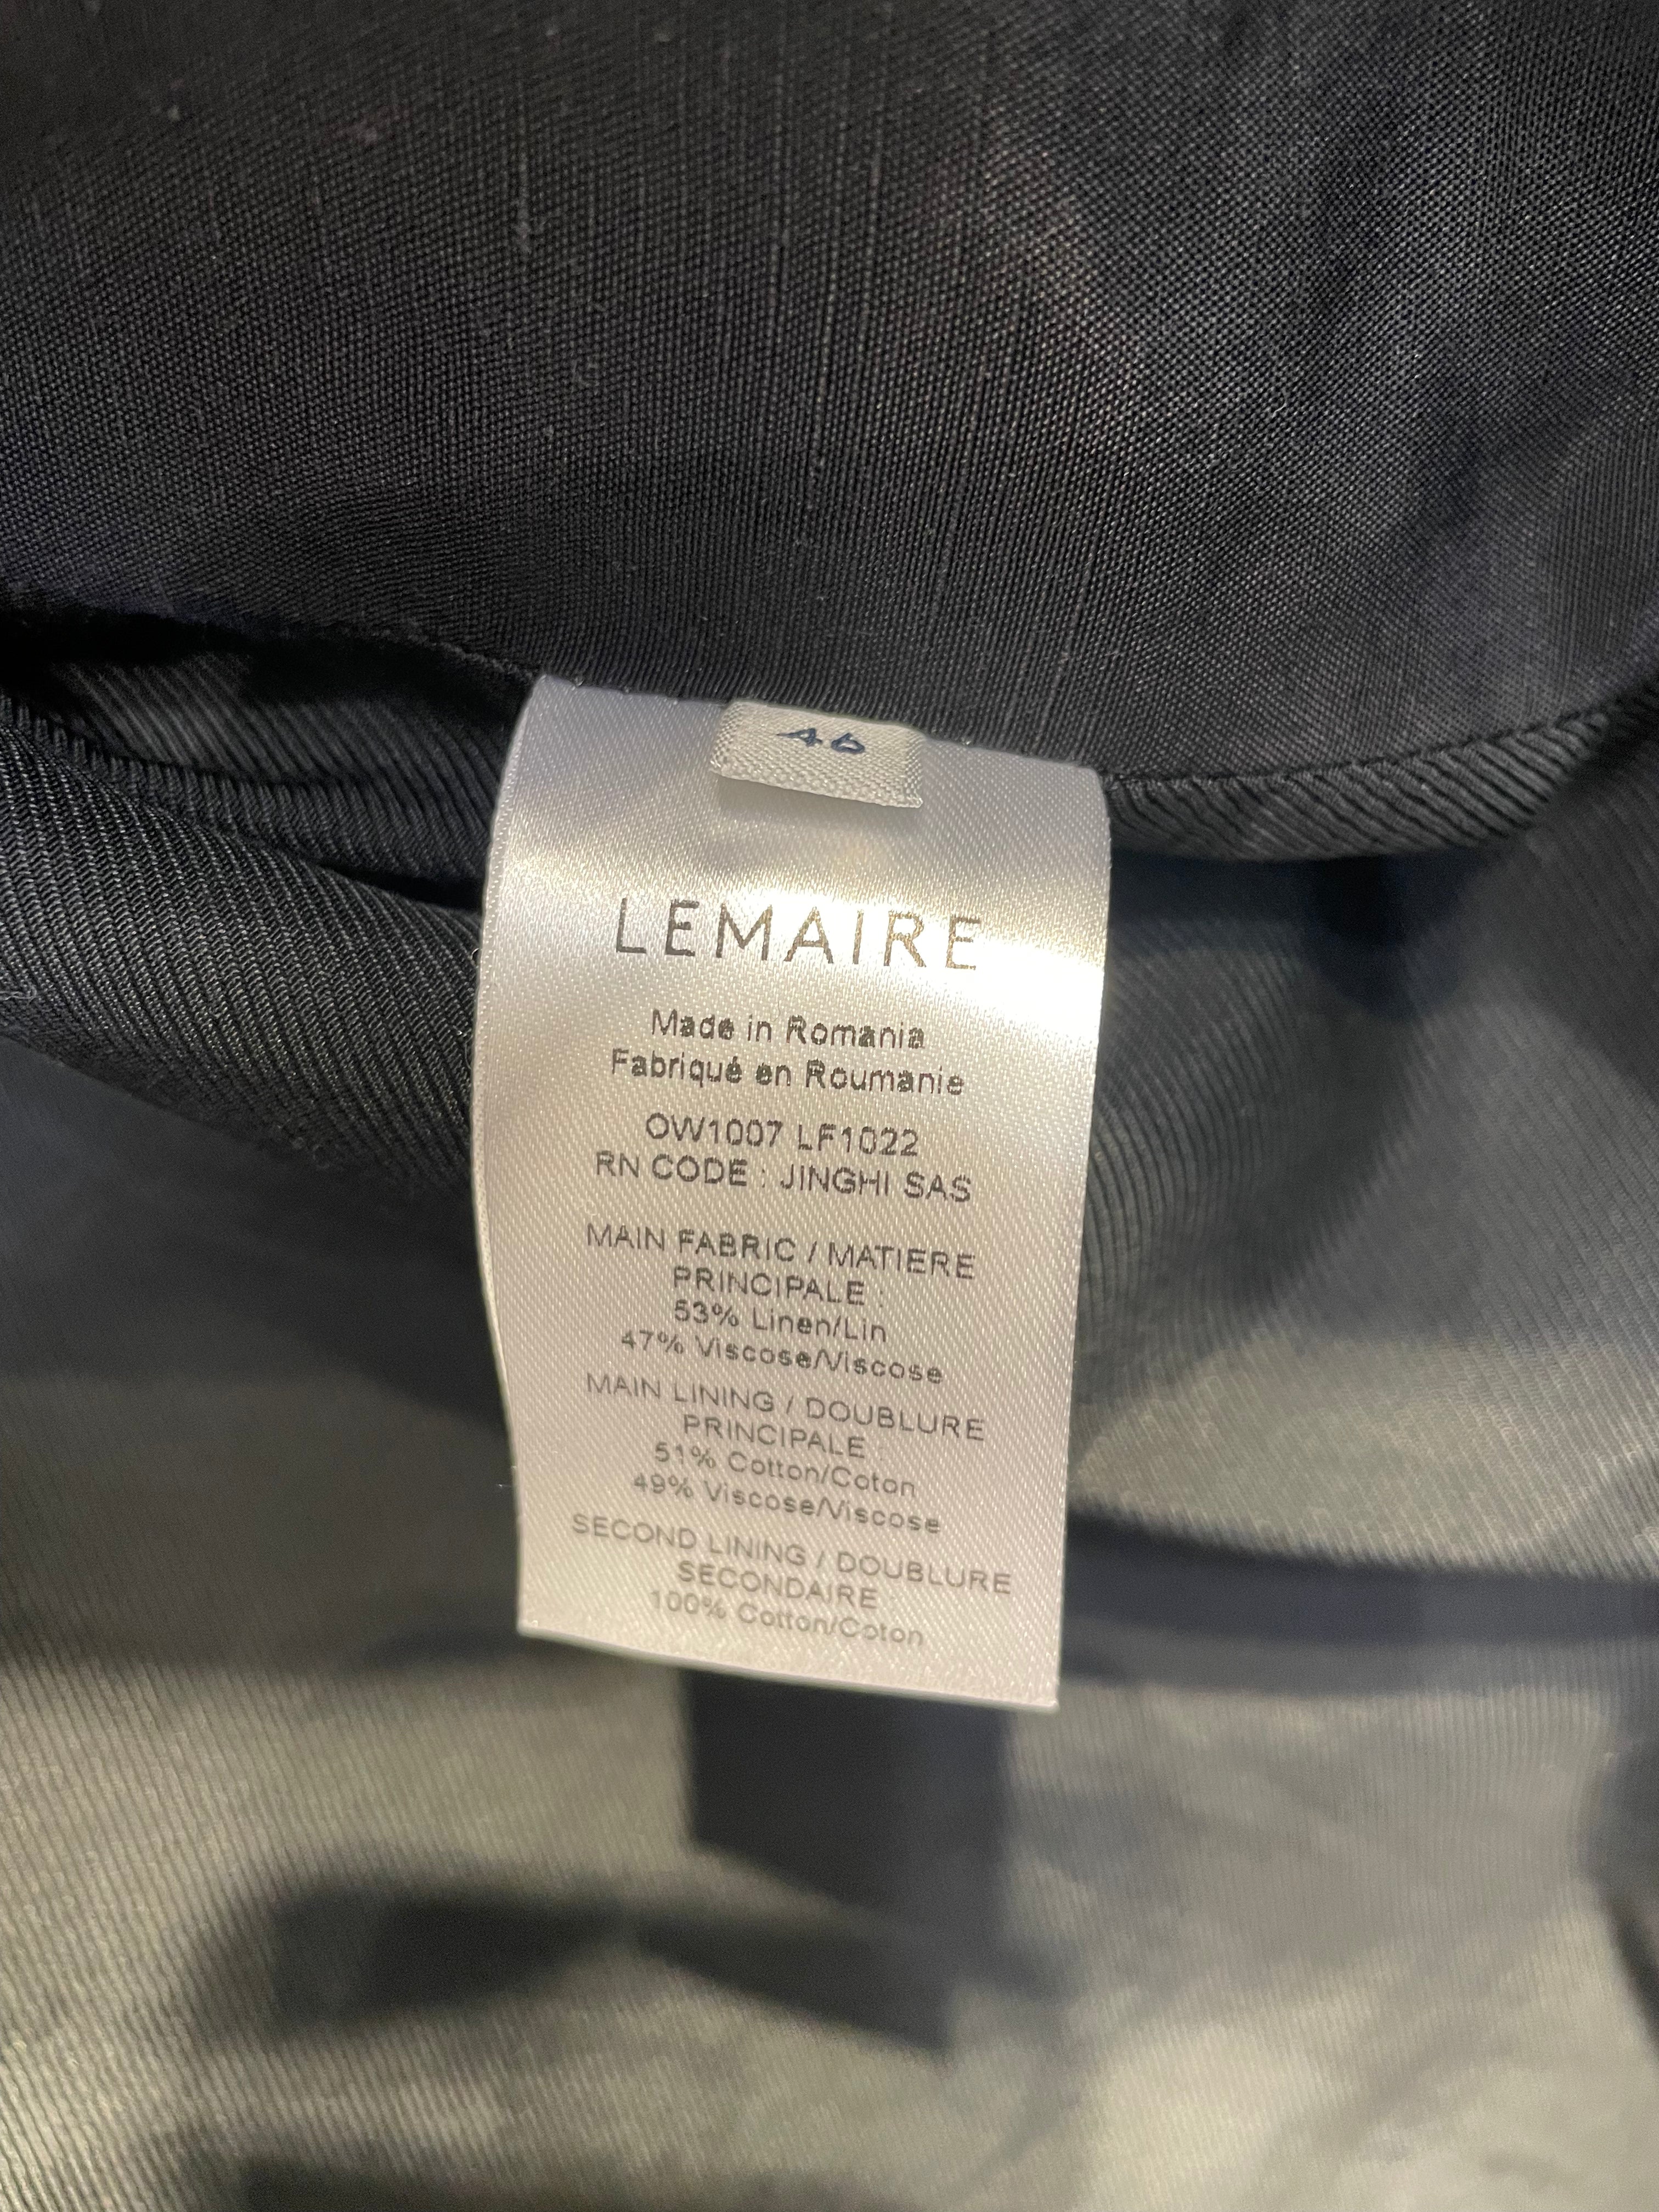 46
LEMAIRE
Made in Romania
Fabriqué en Roumanie
OW1007 LF1022
RN CODE : JINGHI SAS
MAIN FABRIC / MATIERE
PRINCIPALE :
53% Linen/Lin
47% Viscose/Viscose
MAIN LINING / DOUBLURE
PRINCIPALE
51% Cotton/Coton
49% Viscose/Viscose
SECOND LINING / DOUBLURE
SECONDAIRE
100% Cotton/Coton